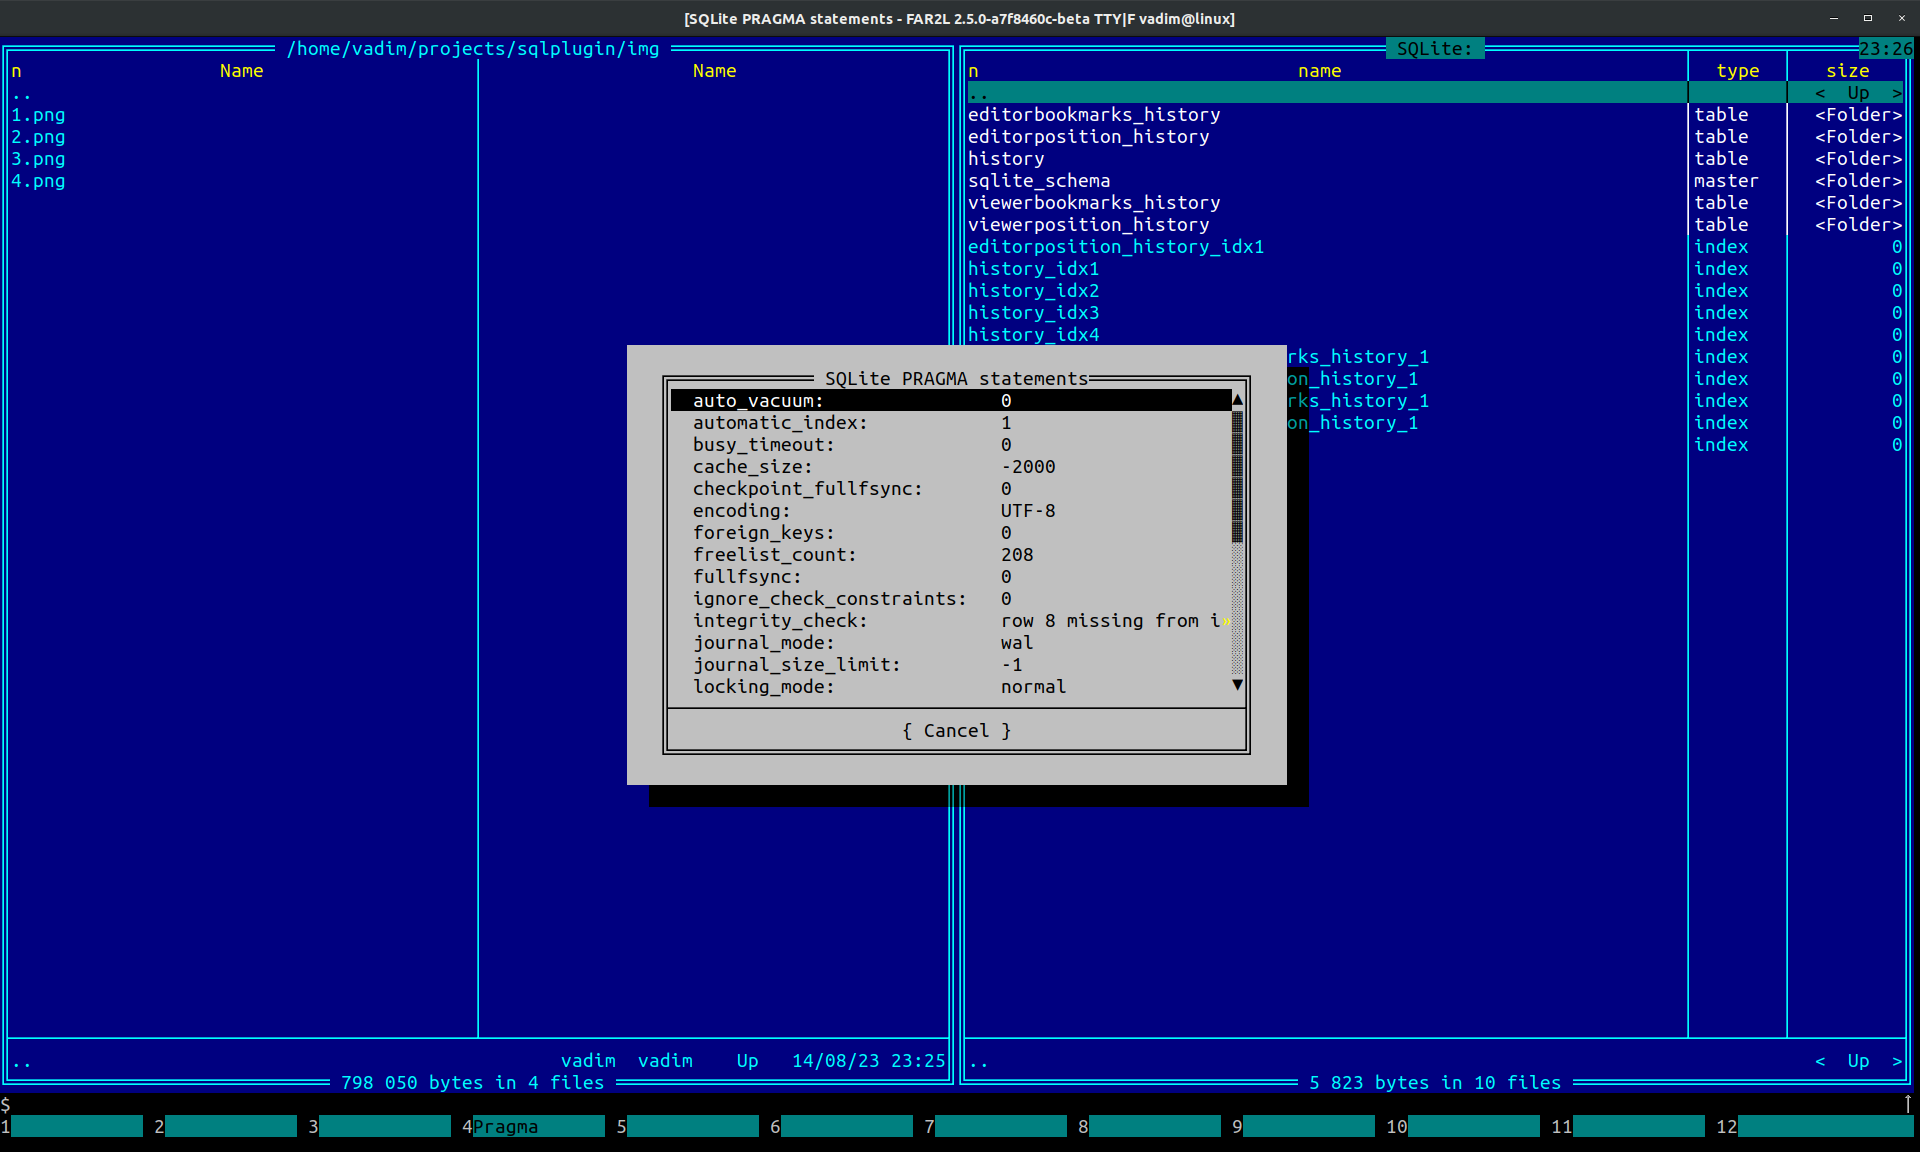 [SQLite PRAGMA statements - FAR2L 2.5.0-a7f8460c-beta TTY|F vadim@linux]
/home/vadim/projects/sqlplugin/img
n Name Name
..
1.png
2.png
3.png
4.png
.. vadim vadim Up 14/08/23 23:25
798 050 bytes in 4 files
SQLite: 23:26
n name type size
.. < Up >
editorbookmarks_history table <Folder>
editorposition_history table <Folder>
history table <Folder>
sqlite_schema master <Folder>
viewerbookmarks_history table <Folder>
viewerposition_history table <Folder>
editorposition_history_idx1 index 0
history_idx1 index 0
history_idx2 index 0
history_idx3 index 0
history_idx4 index 0
rks_history_1 index 0
on_history_1 index 0
rks_history_1 index 0
on_history_1 index 0
index 0
.. < Up >
5 823 bytes in 10 files
SQLite PRAGMA statements
auto_vacuum: 0
automatic_index: 1
busy_timeout: 0
cache_size: -2000
checkpoint_fullfsync: 0
encoding: UTF-8
foreign_keys: 0
freelist_count: 208
fullfsync: 0
ignore_check_constraints: 0
integrity_check: row 8 missing from i»
journal_mode: wal
journal_size_limit: -1
locking_mode: normal
{ Cancel }
$
1 2 3 4Pragma 5 6 7 8 9 10 11 12